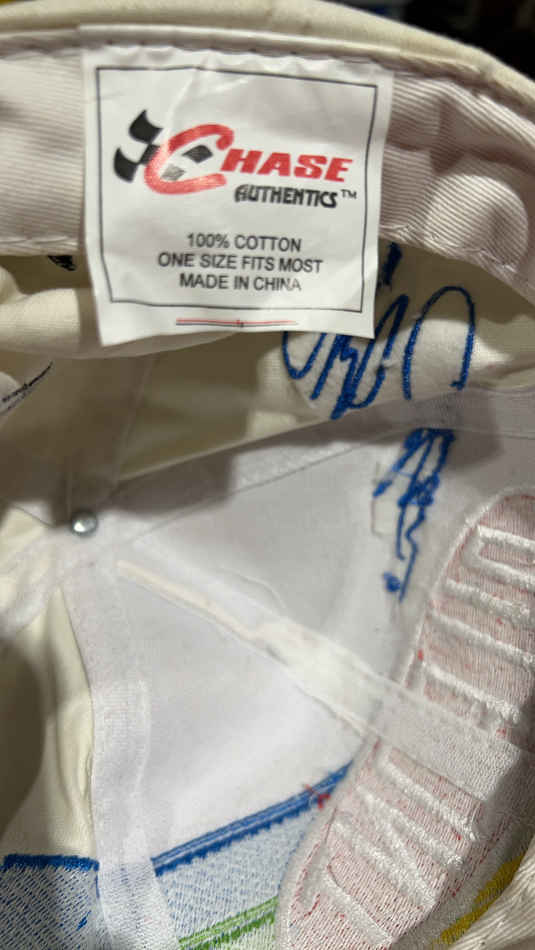 CHASE
AUTHENTICS™
100% COTTON
ONE SIZE FITS MOST
MADE IN CHINA